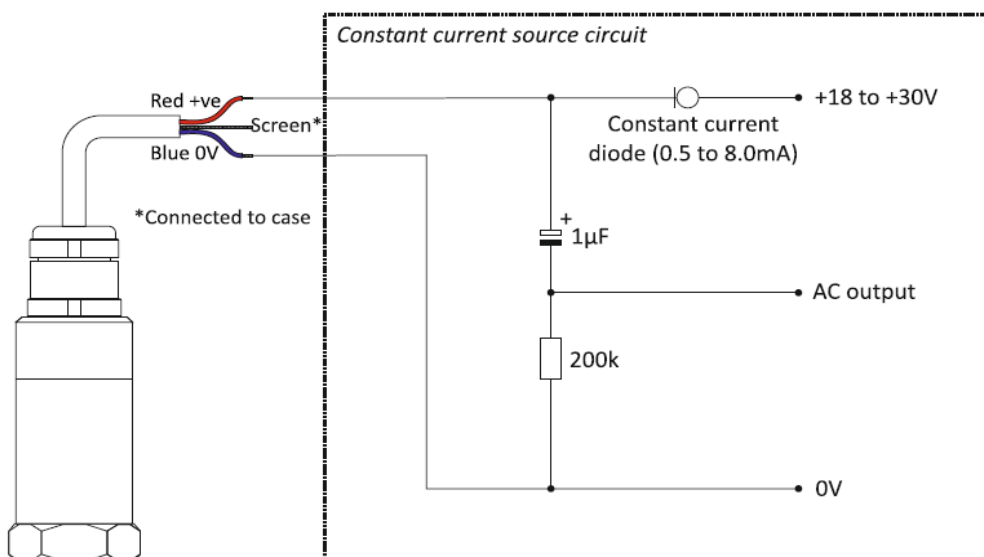 Constant current source circuit
Red +ve
+18 to +30V
Screen*
Constant current
diode (0.5 to 8.0mA)
Blue 0V
*Connected to case
+
1µF
AC output
200k
0V